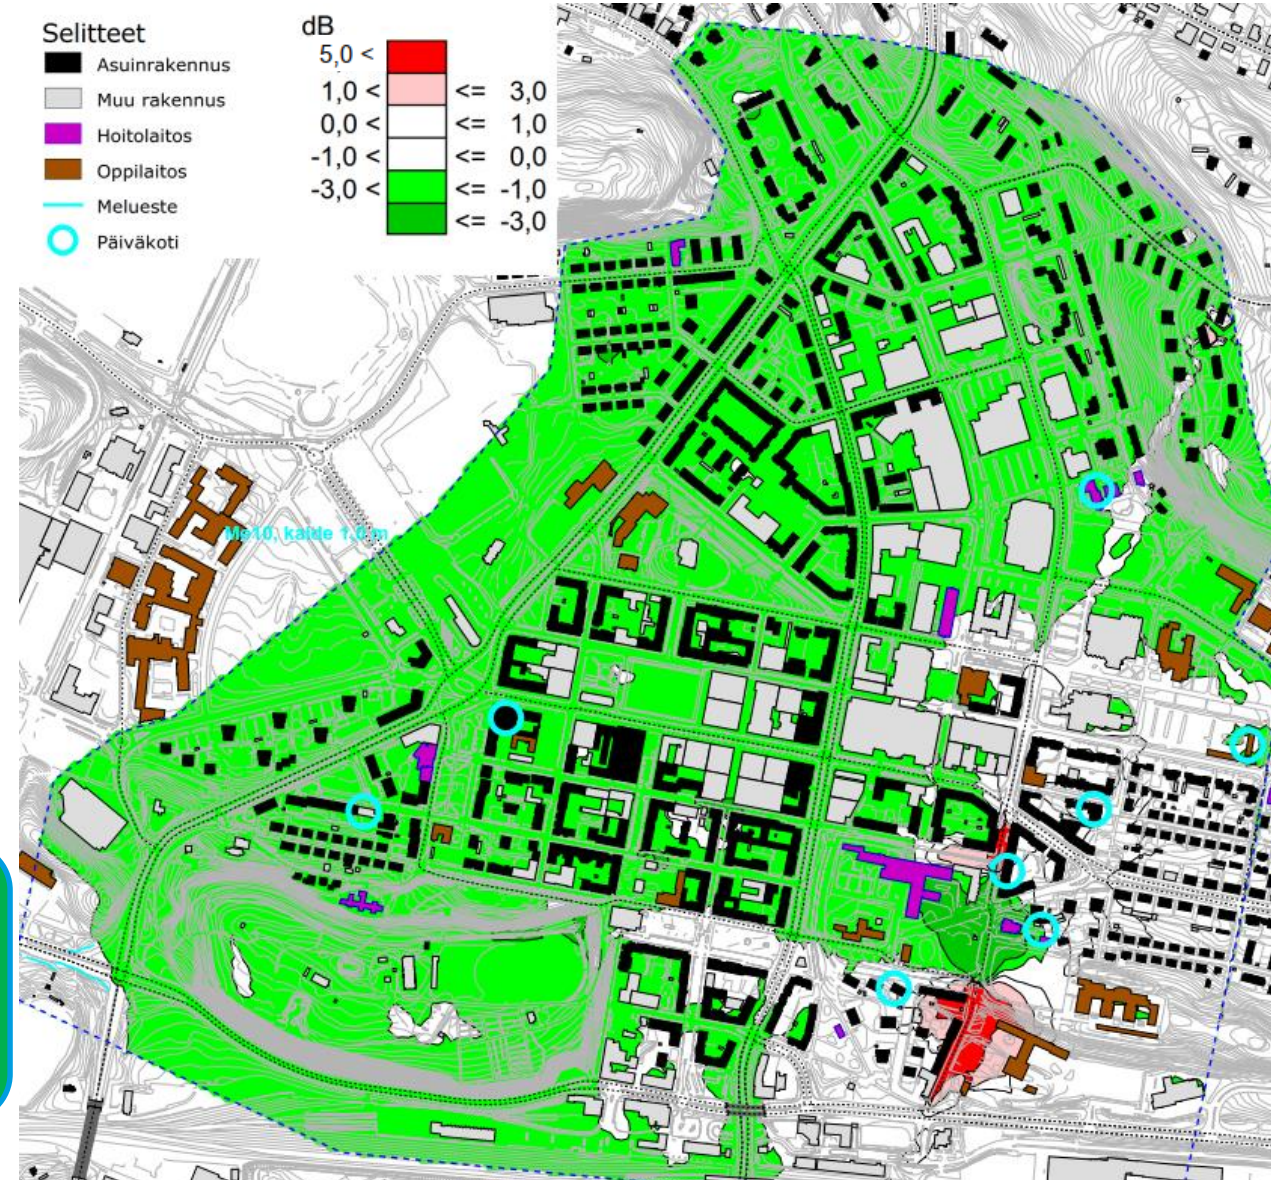 Selitteet
Asuinrakennus
Muu rakennus
Hoitolaitos
Oppilaitos
Melueste
Päiväkoti
dB
5,0 <
1,0 < <= 3,0
0,0 < <= 1,0
-1,0 < <= 0,0
-3,0 < <= -1,0
<= -3,0
Me10, kaide 1,0 m